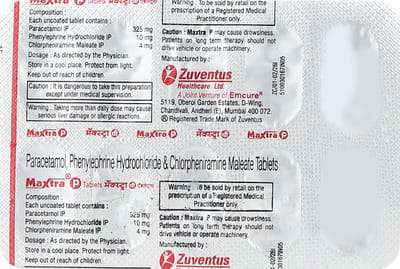 Maxtra P Tablets मॅक्स्ट्रा पी टॅबलेट्स
Composition :
Each uncoated tablet contains :
Paracetamol IP 325 mg
Phenylephrine Hydrochloride IP 10 mg
Chlorpheniramine Maleate IP 4 mg
Dosage : As directed by the Physician.
Store in a cool place. Protect from light.
Keep out of reach of children.
Caution : It is dangerous to take this preparation
except under medical supervision.
Warning : Taking more than daily dose may cause
serious liver damage or allergic reactions.
Warning : To be sold by retail on the
prescription of a Registered Medical
Practitioner only.
Caution : Maxtra P may cause drowsiness.
Patients on long term therapy should not
drive vehicle or operate machinery.
Manufactured by :
Zuventus
Healthcare Ltd.
A Joint Venture of Emcure®
5119, Oberoi Garden Estates, D-Wing,
Chandivali, Andheri (E), Mumbai 400 072.
® Registered Trade Mark of Zuventus
Maxtra P मॅक्स्ट्रा पी Maxtra P मॅक्स्ट्रा पी Maxtra P
Paracetamol, Phenylephrine Hydrochloride & Chlorpheniramine Maleate Tablets
Maxtra® P Tablets मॅक्स्ट्रा पी
Composition :
Each uncoated tablet contains :
Paracetamol IP 325 mg
Phenylephrine Hydrochloride IP 10 mg
Chlorpheniramine Maleate IP 4 mg
Dosage : As directed by the Physician.
Store in a cool place. Protect from light.
Keep out of reach of children.
Warning : To be sold by retail on the
prescription of a Registered Medical
Practitioner only.
Caution : Maxtra P may cause drowsiness.
Patients on long term therapy should not
drive vehicle or operate machinery.
Manufactured by :
Zuventus